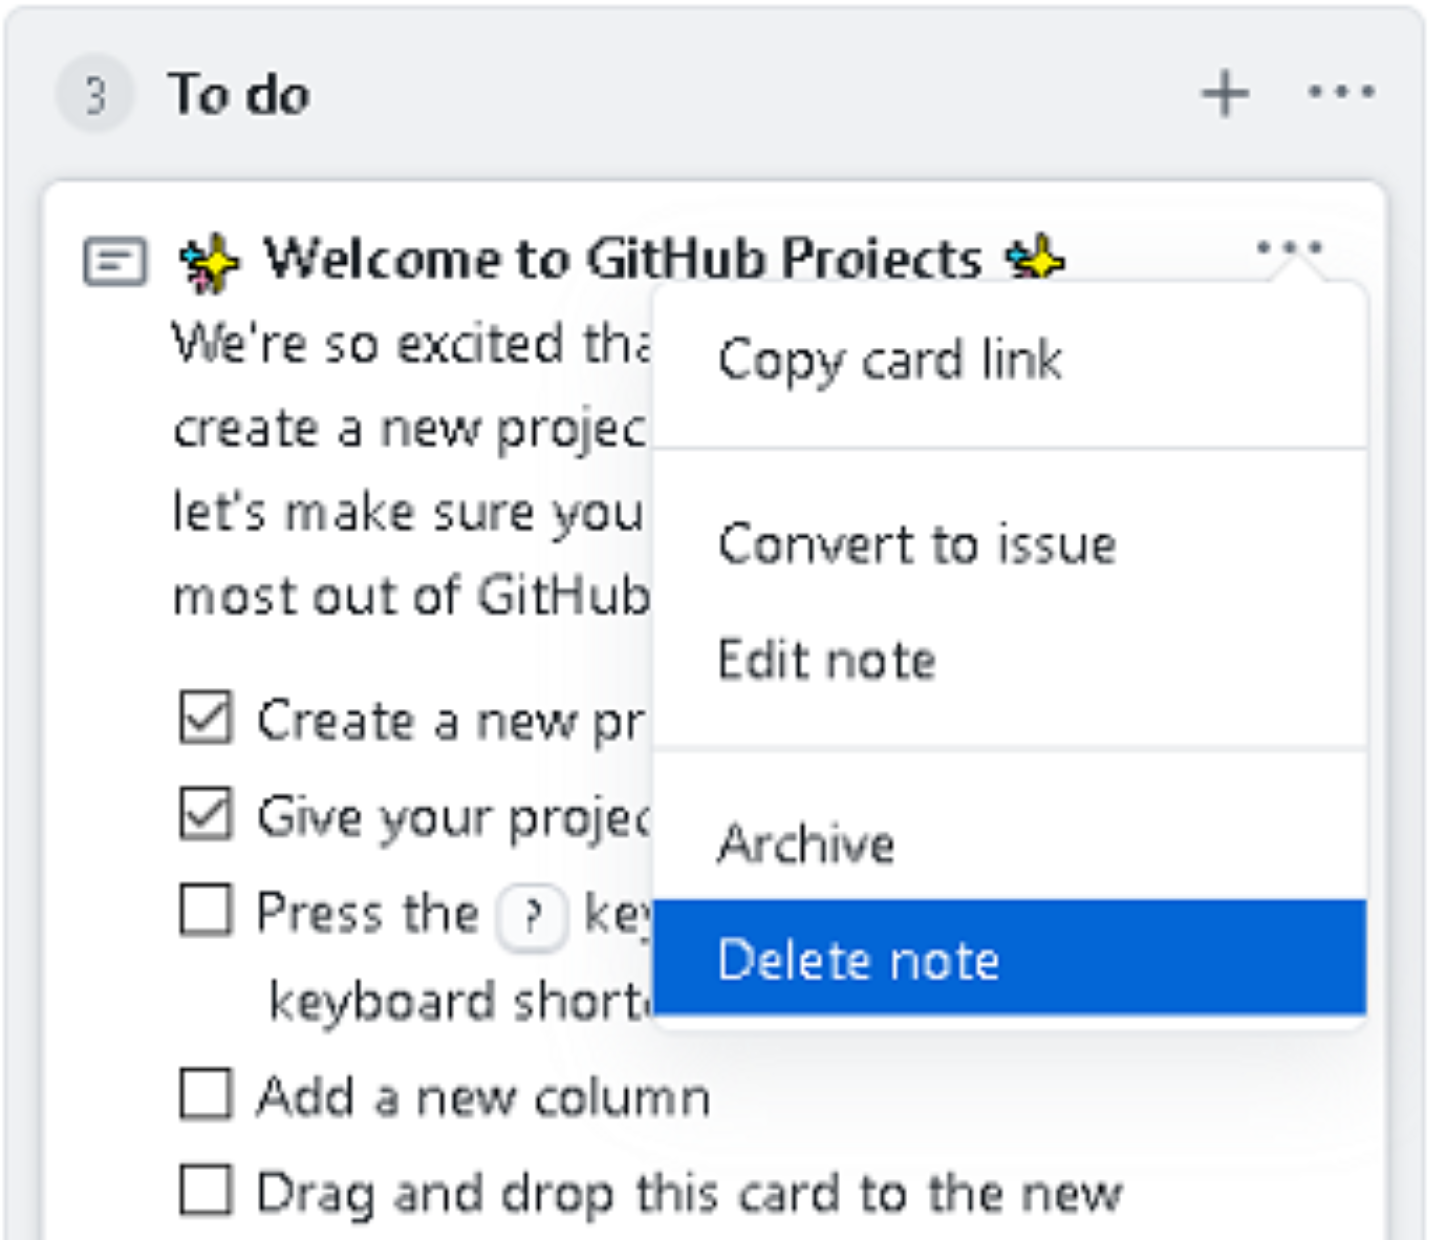 3 To do
Welcome to GitHub Projects
We're so excited tha
create a new projec
let's make sure you
most out of GitHub
Create a new pr
Give your projec
Press the ? key
keyboard short
Add a new column
Drag and drop this card to the new
Copy card link
Convert to issue
Edit note
Archive
Delete note